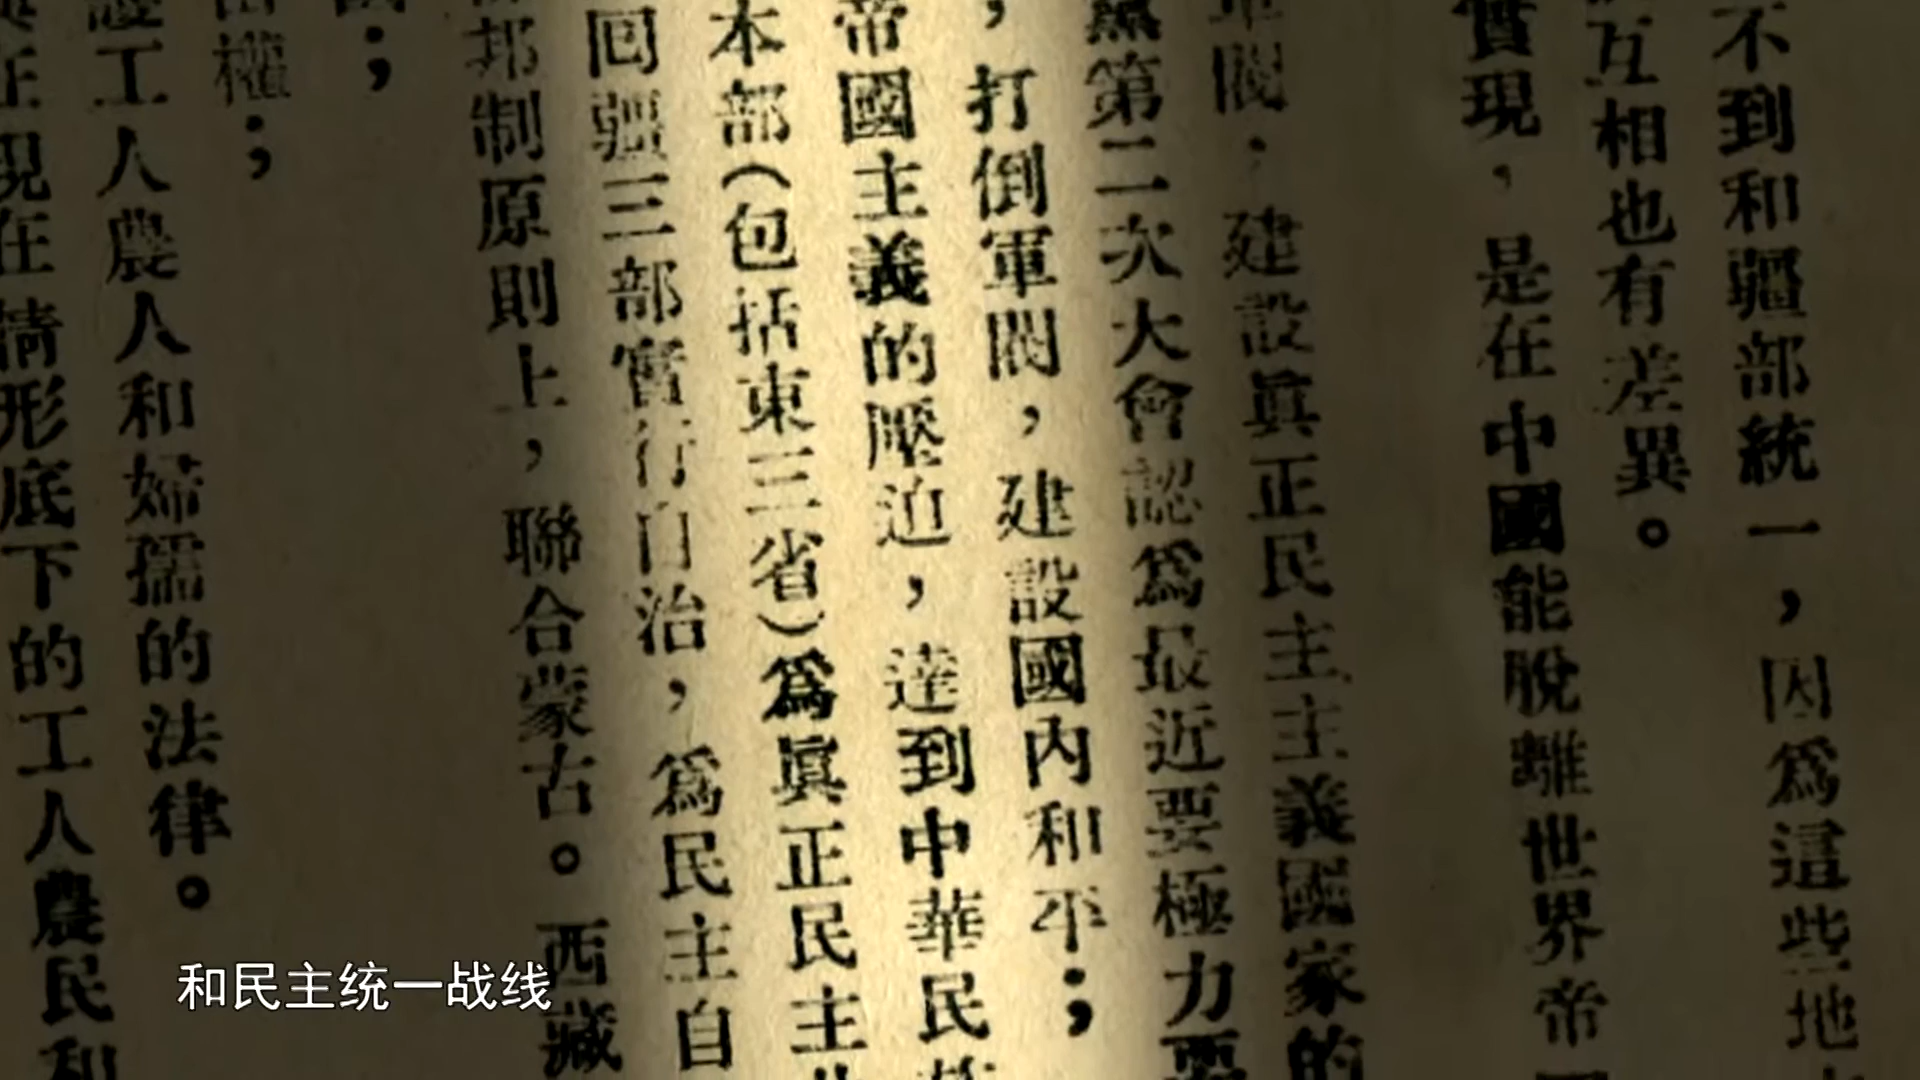 不到和疆部統一，因爲這些地
互相也有差異。
實現，是在中國能脫離世界帝
軍閥，建設眞正民主主義國家的
黨第二次大會認爲最近要極力要
，打倒軍閥，建設國內和平；
帝國主義的壓迫，達到中華民
本部（包括東三省）爲眞正民主
回疆三部實行自治，爲民主自
邦制原則上，聯合蒙古。西藏
；
權；
工人農人和婦孺的法律。
現在情形底下的工人農民和
和民主统一战线